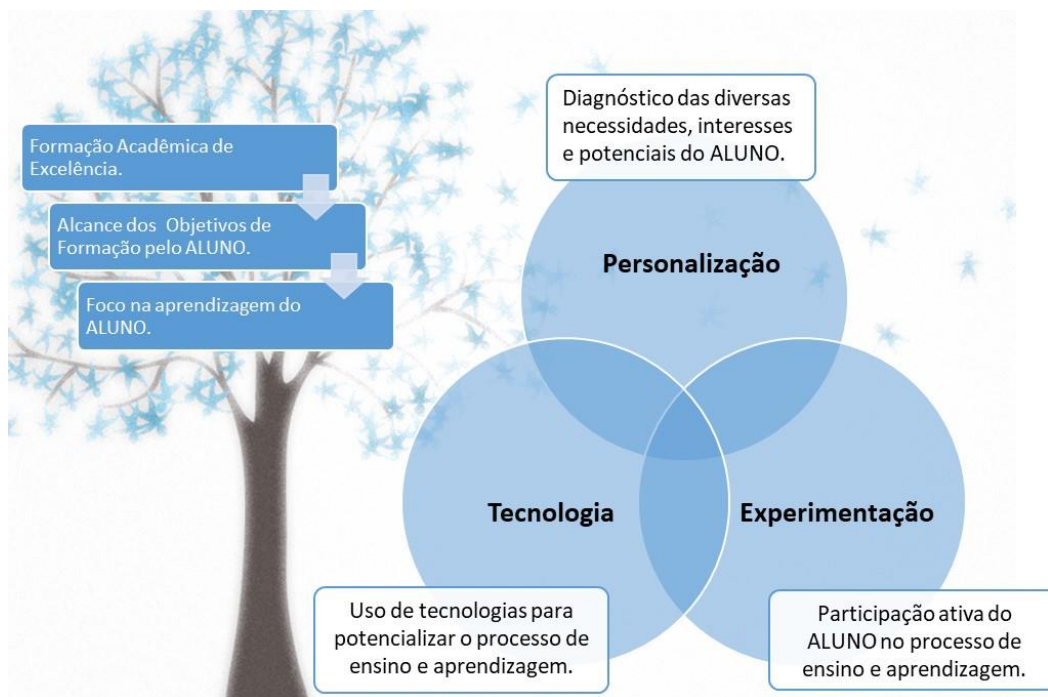 Formação Acadêmica de
Excelência.
Alcance dos Objetivos de
Formação pelo ALUNO.
Foco na aprendizagem do
ALUNO.
Diagnóstico das diversas
necessidades, interesses
e potenciais do ALUNO.
Personalização
Tecnologia
Experimentação
Uso de tecnologias para
potencializar o processo de
ensino e aprendizagem.
Participação ativa do
ALUNO no processo de
ensino e aprendizagem.